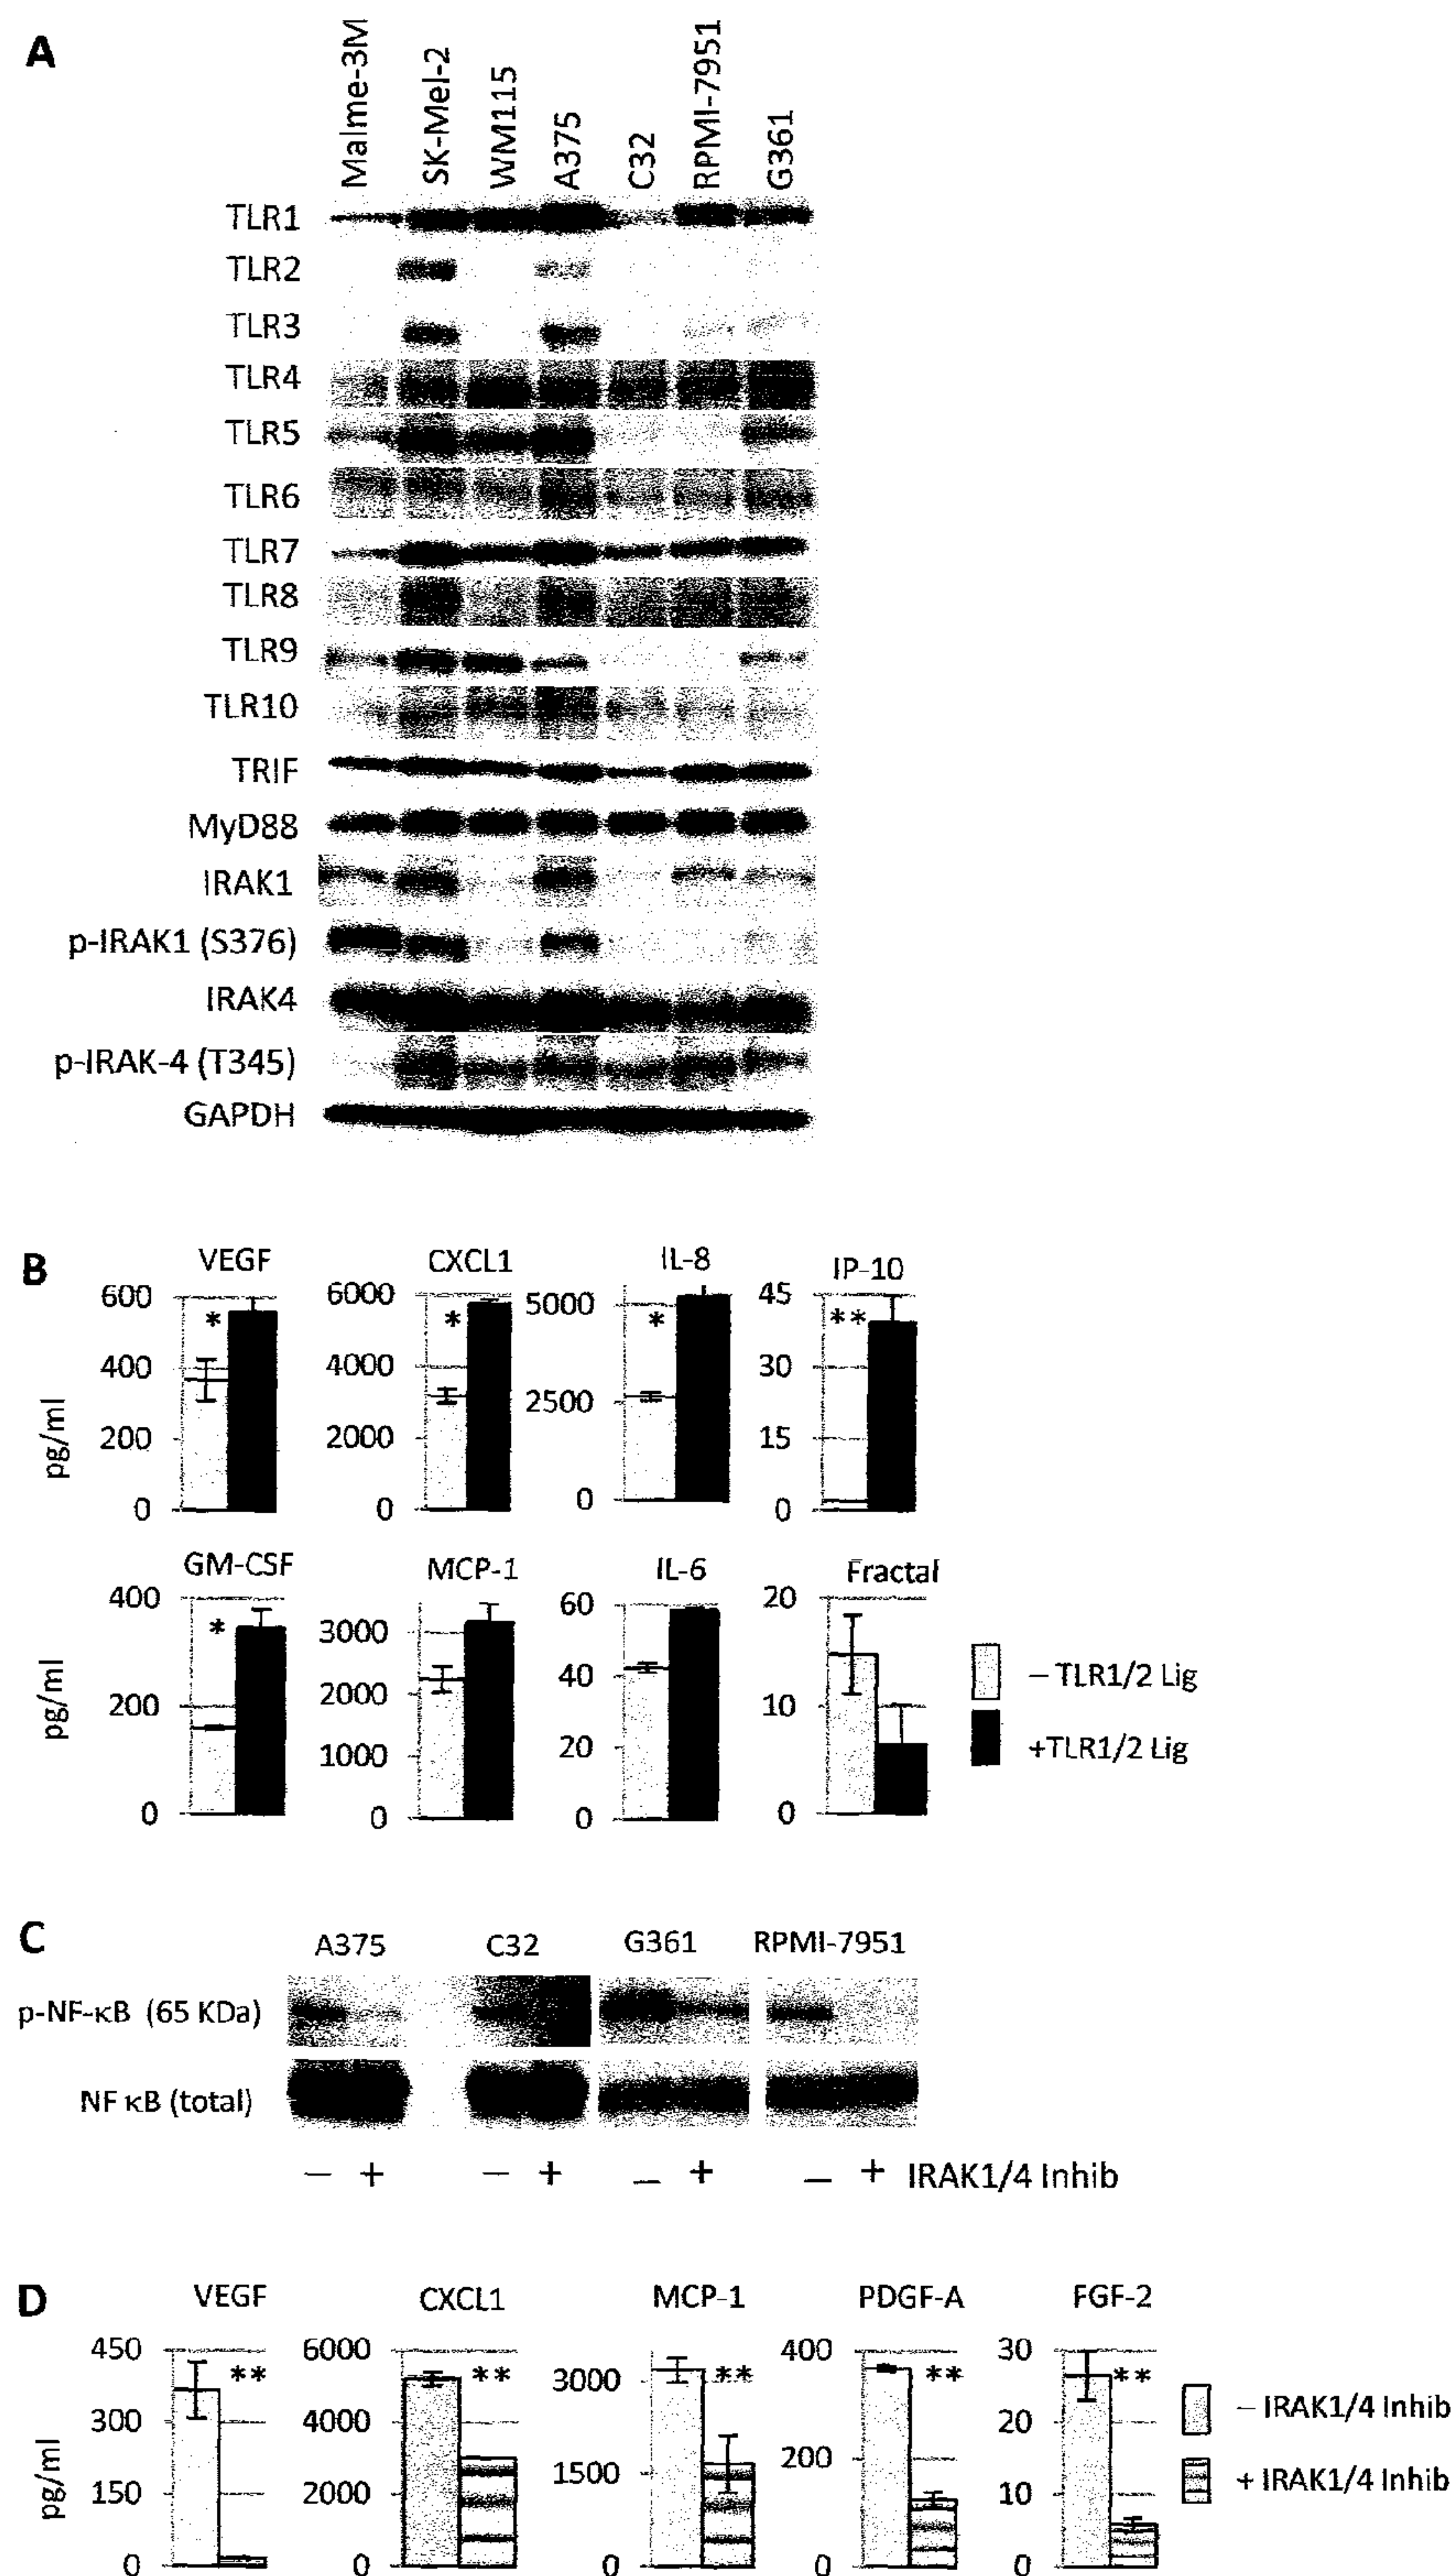 A
Malme-3M
SK-Mel-2
WM115
A375
C32
RPMI-7951
G361
TLR1
TLR2
TLR3
TLR4
TLR5
TLR6
TLR7
TLR8
TLR9
TLR10
TRIF
MyD88
IRAK1
p-IRAK1 (S376)
IRAK4
p-IRAK-4 (T345)
GAPDH
B
VEGF CXCL1 IL-8 IP-10
pg/ml
600
400
200
0
6000
4000
2000
0
5000
2500
0
45
30
15
0
* * * **
GM-CSF MCP-1 IL-6 Fractal
pg/ml
400
200
0
3000
2000
1000
0
60
40
20
0
20
10
0
*
– TLR1/2 Lig
+TLR1/2 Lig
C
A375 C32 G361 RPMI-7951
p-NF-κB (65 KDa)
NF κB (total)
– + – + – + – + IRAK1/4 Inhib
D
VEGF CXCL1 MCP-1 PDGF-A FGF-2
pg/ml
450
300
150
0
6000
4000
2000
0
3000
1500
0
400
200
0
30
20
10
0
** ** ** ** **
– IRAK1/4 Inhib
+ IRAK1/4 Inhib